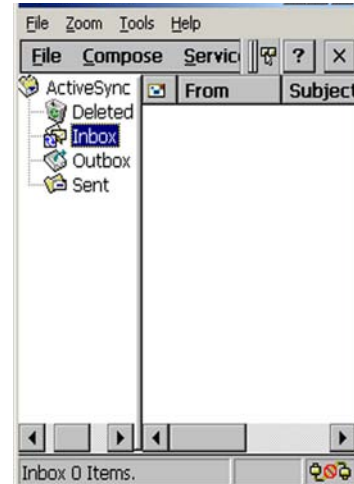 File Zoom Tools Help
File Compose Servic ? ×
ActiveSync From Subject
Deleted
Inbox
Outbox
Sent
Inbox 0 Items.